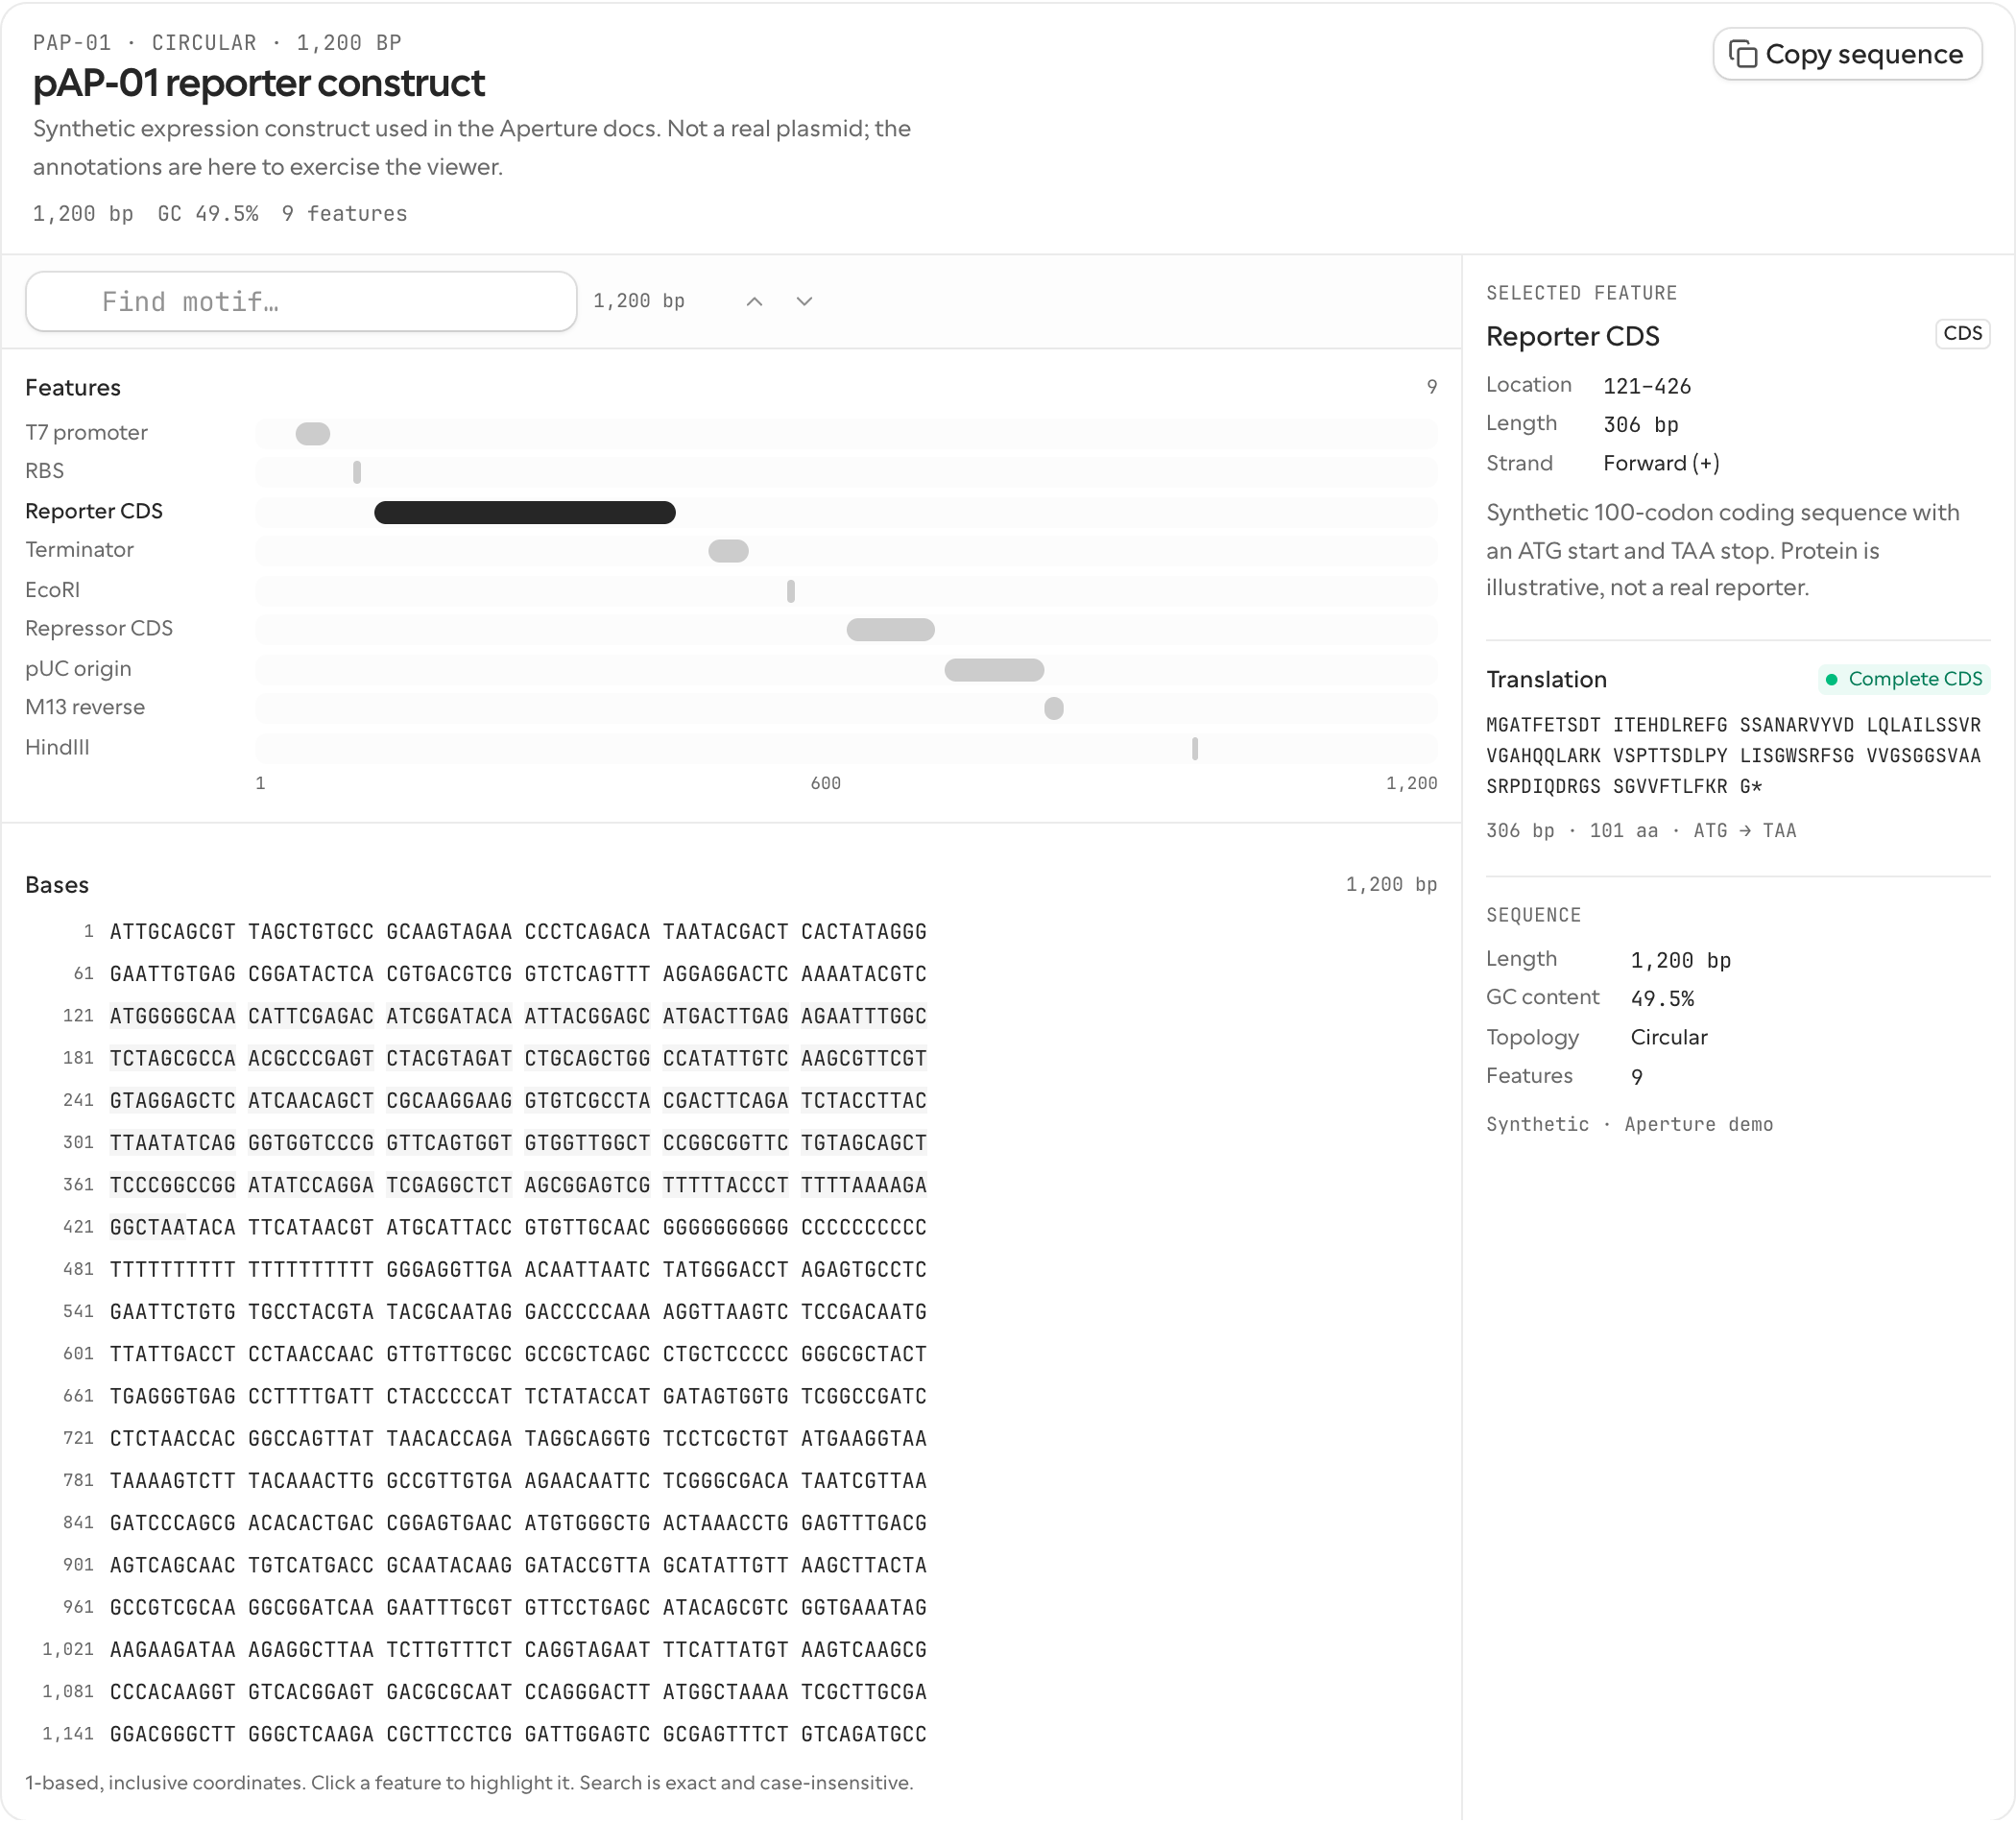 PAP-01 · CIRCULAR · 1,200 BP
pAP-01 reporter construct
Synthetic expression construct used in the Aperture docs. Not a real plasmid; the
annotations are here to exercise the viewer.
1,200 bp GC 49.5% 9 features
Copy sequence
Find motif…
1,200 bp
Features 9
T7 promoter
RBS
Reporter CDS
Terminator
EcoRI
Repressor CDS
pUC origin
M13 reverse
HindIII
1 600 1,200
Bases 1,200 bp
1 ATTGCAGCGT TAGCTGTGCC GCAAGTAGAA CCCTCAGACA TAATACGACT CACTATAGGG
61 GAATTGTGAG CGGATACTCA CGTGACGTCG GTCTCAGTTT AGGAGGACTC AAAATACGTC
121 ATGGGGGCAA CATTCGAGAC ATCGGATACA ATTACGGAGC ATGACTTGAG AGAATTTGGC
181 TCTAGCGCCA ACGCCCGAGT CTACGTAGAT CTGCAGCTGG CCATATTGTC AAGCGTTCGT
241 GTAGGAGCTC ATCAACAGCT CGCAAGGAAG GTGTCGCCTA CGACTTCAGA TCTACCTTAC
301 TTAATATCAG GGTGGTCCCG GTTCAGTGGT GTGGTTGGCT CCGGCGGTTC TGTAGCAGCT
361 TCCCGGCCGG ATATCCAGGA TCGAGGCTCT AGCGGAGTCG TTTTTACCCT TTTTAAAAGA
421 GGCTAATACA TTCATAACGT ATGCATTACC GTGTTGCAAC GGGGGGGGGG CCCCCCCCCC
481 TTTTTTTTTT TTTTTTTTTT GGGAGGTTGA ACAATTAATC TATGGGACCT AGAGTGCCTC
541 GAATTCTGTG TGCCTACGTA TACGCAATAG GACCCCCAAA AGGTTAAGTC TCCGACAATG
601 TTATTGACCT CCTAACCAAC GTTGTTGCGC GCCGCTCAGC CTGCTCCCCC GGGCGCTACT
661 TGAGGGTGAG CCTTTTGATT CTACCCCCAT TCTATACCAT GATAGTGGTG TCGGCCGATC
721 CTCTAACCAC GGCCAGTTAT TAACACCAGA TAGGCAGGTG TCCTCGCTGT ATGAAGGTAA
781 TAAAAGTCTT TACAAACTTG GCCGTTGTGA AGAACAATTC TCGGGCGACA TAATCGTTAA
841 GATCCCAGCG ACACACTGAC CGGAGTGAAC ATGTGGGCTG ACTAAACCTG GAGTTTGACG
901 AGTCAGCAAC TGTCATGACC GCAATACAAG GATACCGTTA GCATATTGTT AAGCTTACTA
961 GCCGTCGCAA GGCGGATCAA GAATTTGCGT GTTCCTGAGC ATACAGCGTC GGTGAAATAG
1,021 AAGAAGATAA AGAGGCTTAA TCTTGTTTCT CAGGTAGAAT TTCATTATGT AAGTCAAGCG
1,081 CCCACAAGGT GTCACGGAGT GACGCGCAAT CCAGGGACTT ATGGCTAAAA TCGCTTGCGA
1,141 GGACGGGCTT GGGCTCAAGA CGCTTCCTCG GATTGGAGTC GCGAGTTTCT GTCAGATGCC
1-based, inclusive coordinates. Click a feature to highlight it. Search is exact and case-insensitive.
SELECTED FEATURE
Reporter CDS CDS
Location 121–426
Length 306 bp
Strand Forward (+)
Synthetic 100-codon coding sequence with
an ATG start and TAA stop. Protein is
illustrative, not a real reporter.
Translation Complete CDS
MGATFETSDT ITEHDLREFG SSANARVYVD LQLAILSSVR
VGAHQQLARK VSPTTSDLPY LISGWSRFSG VVGSGGSVAA
SRPDIQDRGS SGVVFTLFKR G*
306 bp · 101 aa · ATG → TAA
SEQUENCE
Length 1,200 bp
GC content 49.5%
Topology Circular
Features 9
Synthetic · Aperture demo